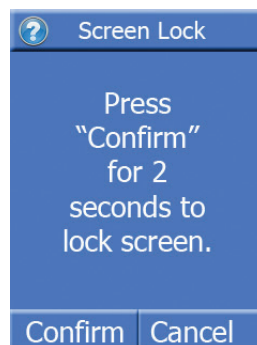 ? Screen Lock
Press
“Confirm”
for 2
seconds to
lock screen.
Confirm Cancel